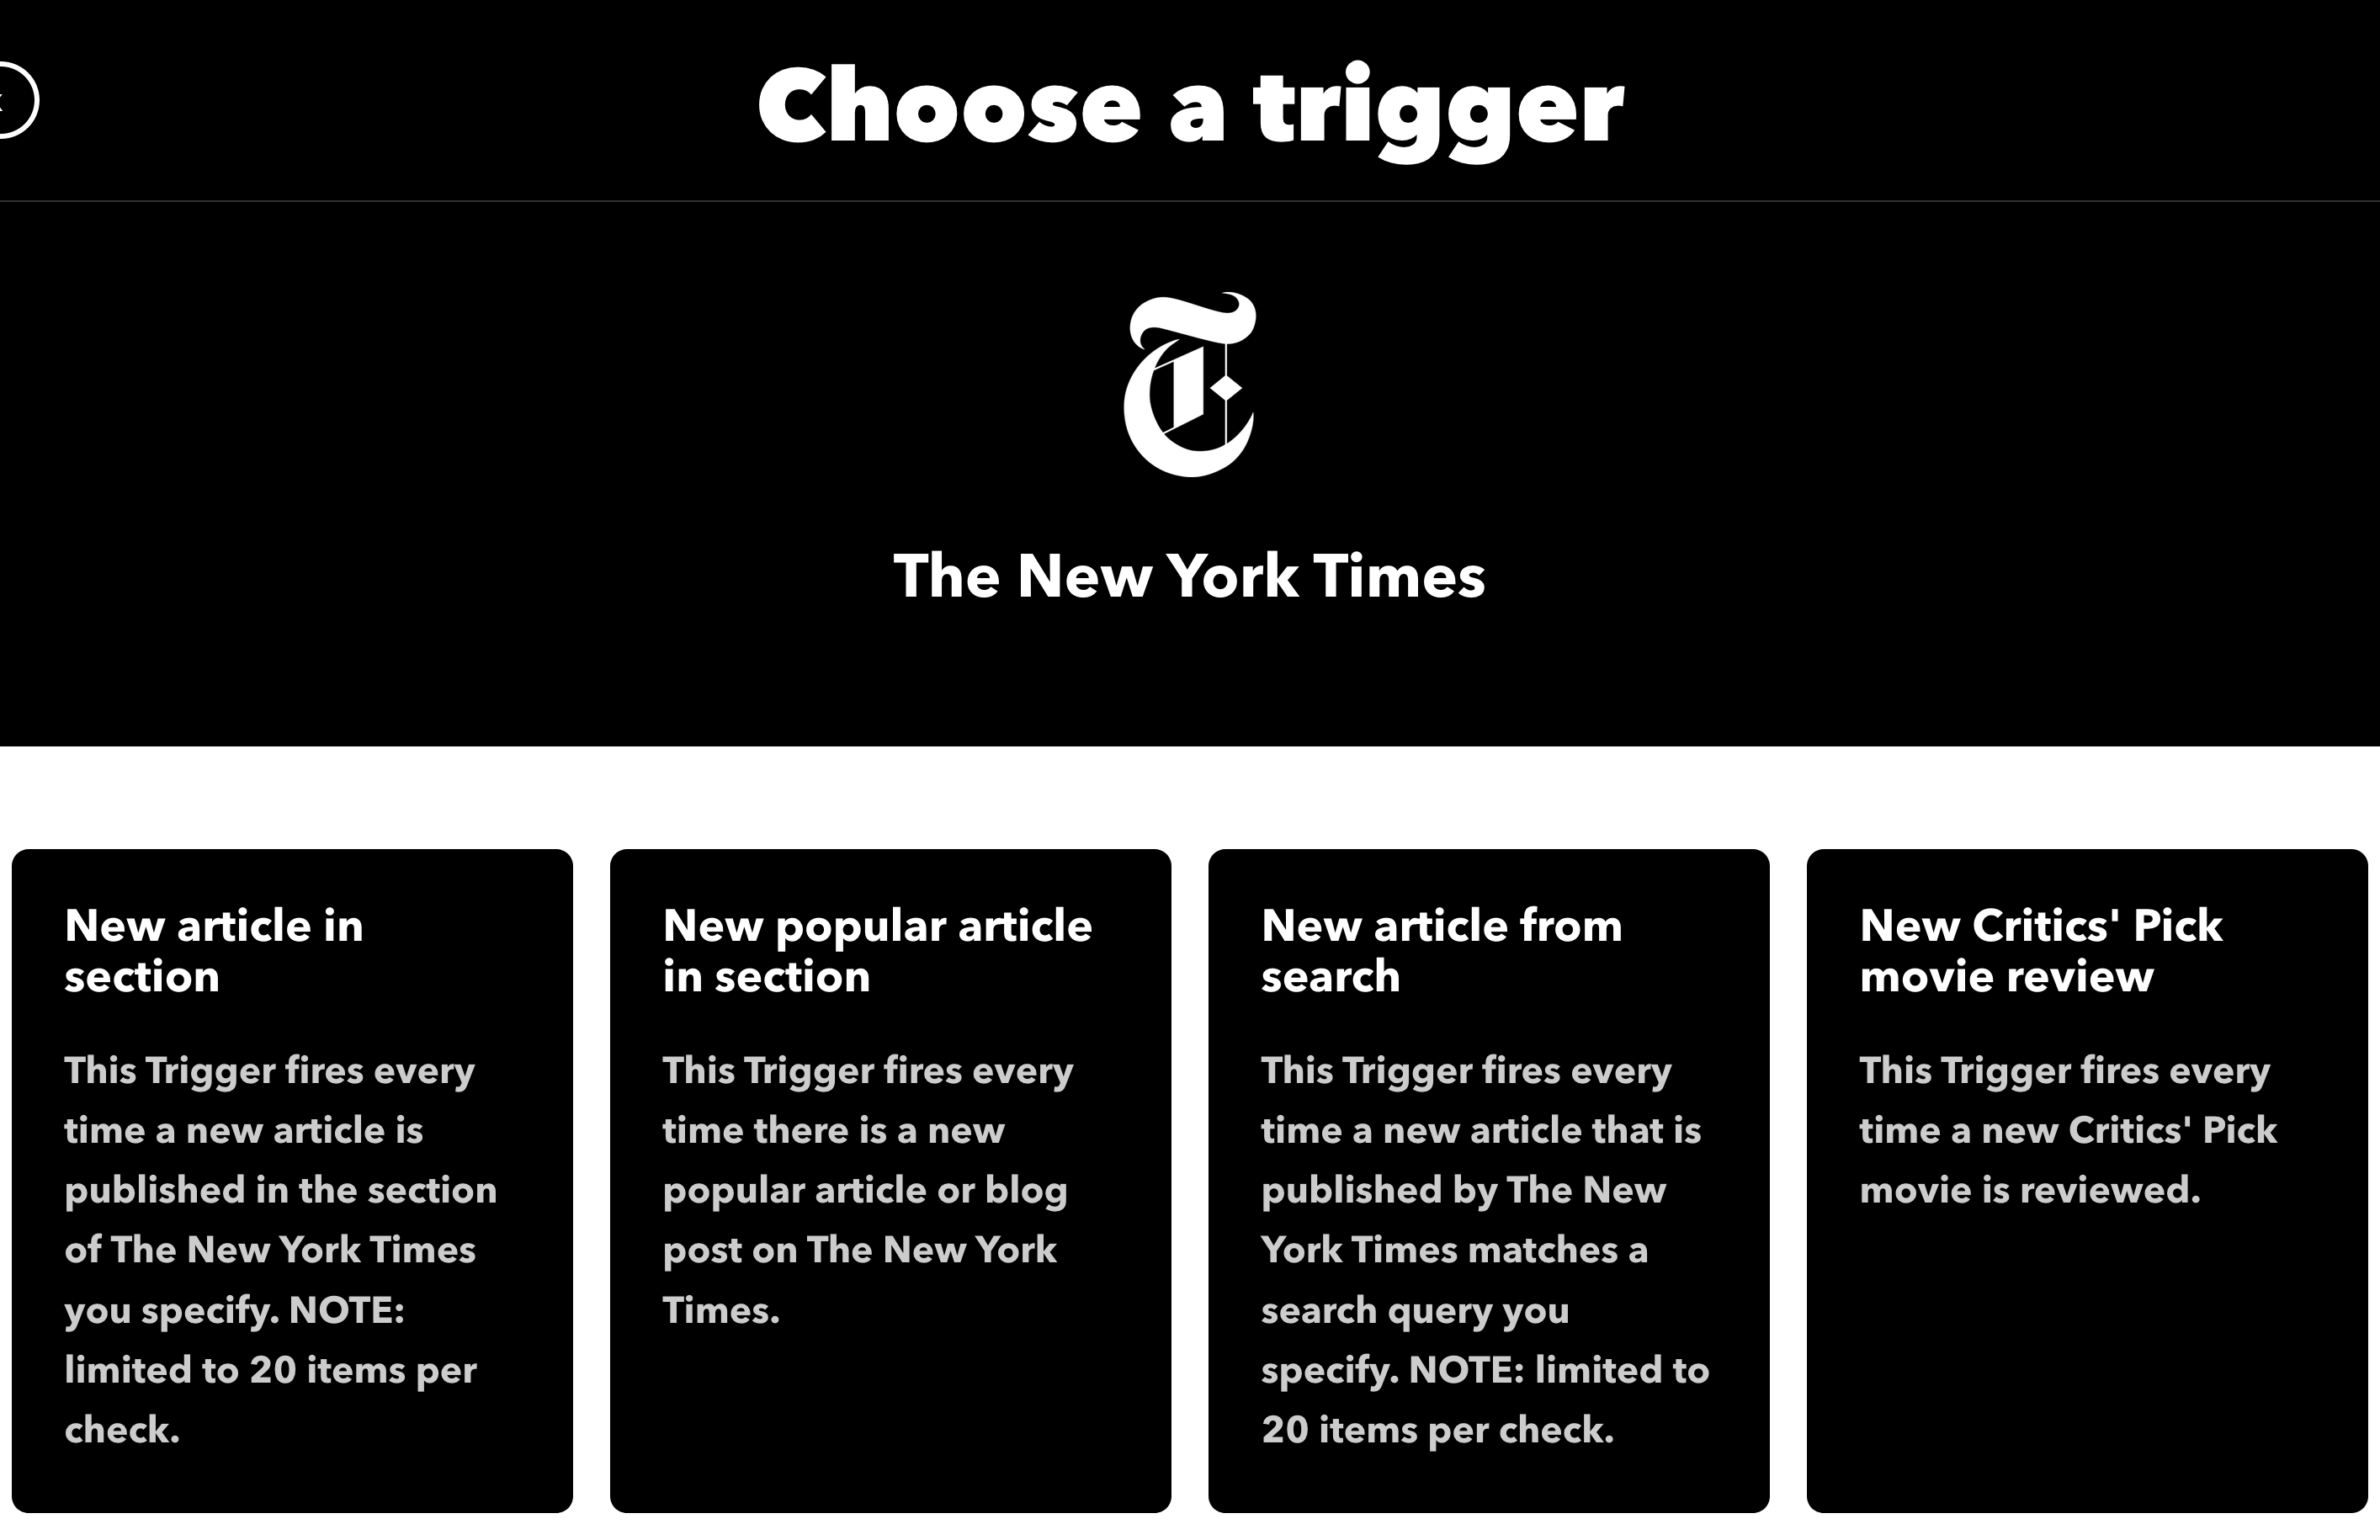 Choose a trigger
The New York Times
New article in
section
This Trigger fires every
time a new article is
published in the section
of The New York Times
you specify. NOTE:
limited to 20 items per
check.
New popular article
in section
This Trigger fires every
time there is a new
popular article or blog
post on The New York
Times.
New article from
search
This Trigger fires every
time a new article that is
published by The New
York Times matches a
search query you
specify. NOTE: limited to
20 items per check.
New Critics' Pick
movie review
This Trigger fires every
time a new Critics' Pick
movie is reviewed.